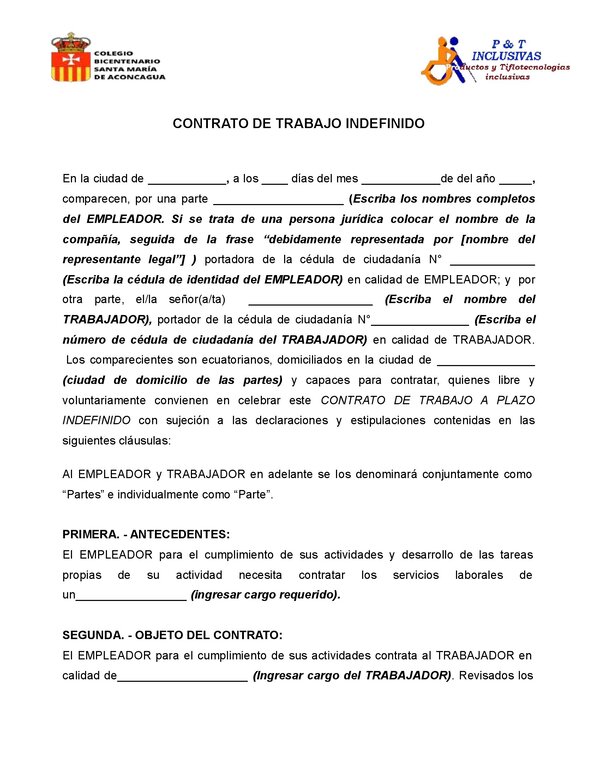 COLEGIO
BICENTENARIO
SANTA MARÍA
DE ACONCAGUA
P & T
INCLUSIVAS
ductos y Tiflotecnologías
inclusivas
CONTRATO DE TRABAJO INDEFINIDO
En la ciudad de ____________, a los ____ días del mes ____________de del año _____,
comparecen, por una parte ____________________ (Escriba los nombres completos
del EMPLEADOR. Si se trata de una persona jurídica colocar el nombre de la
compañía, seguida de la frase “debidamente representada por [nombre del
representante legal”] ) portadora de la cédula de ciudadanía N° _____________
(Escriba la cédula de identidad del EMPLEADOR) en calidad de EMPLEADOR; y por
otra parte, el/la señor(a/ta) ___________________ (Escriba el nombre del
TRABAJADOR), portador de la cédula de ciudadanía N°_______________ (Escriba el
número de cédula de ciudadanía del TRABAJADOR) en calidad de TRABAJADOR.
Los comparecientes son ecuatorianos, domiciliados en la ciudad de _______________
(ciudad de domicilio de las partes) y capaces para contratar, quienes libre y
voluntariamente convienen en celebrar este CONTRATO DE TRABAJO A PLAZO
INDEFINIDO con sujeción a las declaraciones y estipulaciones contenidas en las
siguientes cláusulas:
Al EMPLEADOR y TRABAJADOR en adelante se los denominará conjuntamente como
“Partes” e individualmente como “Parte”.
PRIMERA. - ANTECEDENTES:
El EMPLEADOR para el cumplimiento de sus actividades y desarrollo de las tareas
propias de su actividad necesita contratar los servicios laborales de
un_________________ (ingresar cargo requerido).
SEGUNDA. - OBJETO DEL CONTRATO:
El EMPLEADOR para el cumplimiento de sus actividades contrata al TRABAJADOR en
calidad de____________________ (Ingresar cargo del TRABAJADOR). Revisados los